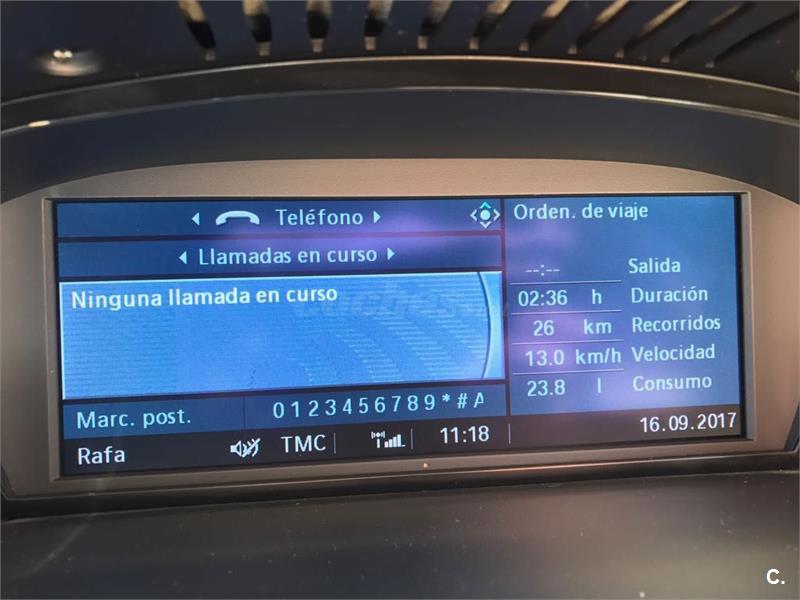 Teléfono
Llamadas en curso
Ninguna llamada en curso
Marc. post. 0123456789*#A
Rafa TMC 11:18 16.09.2017
Orden. de viaje
--:-- Salida
02:36 h Duración
26 km Recorridos
13.0 km/h Velocidad
23.8 l Consumo
C.